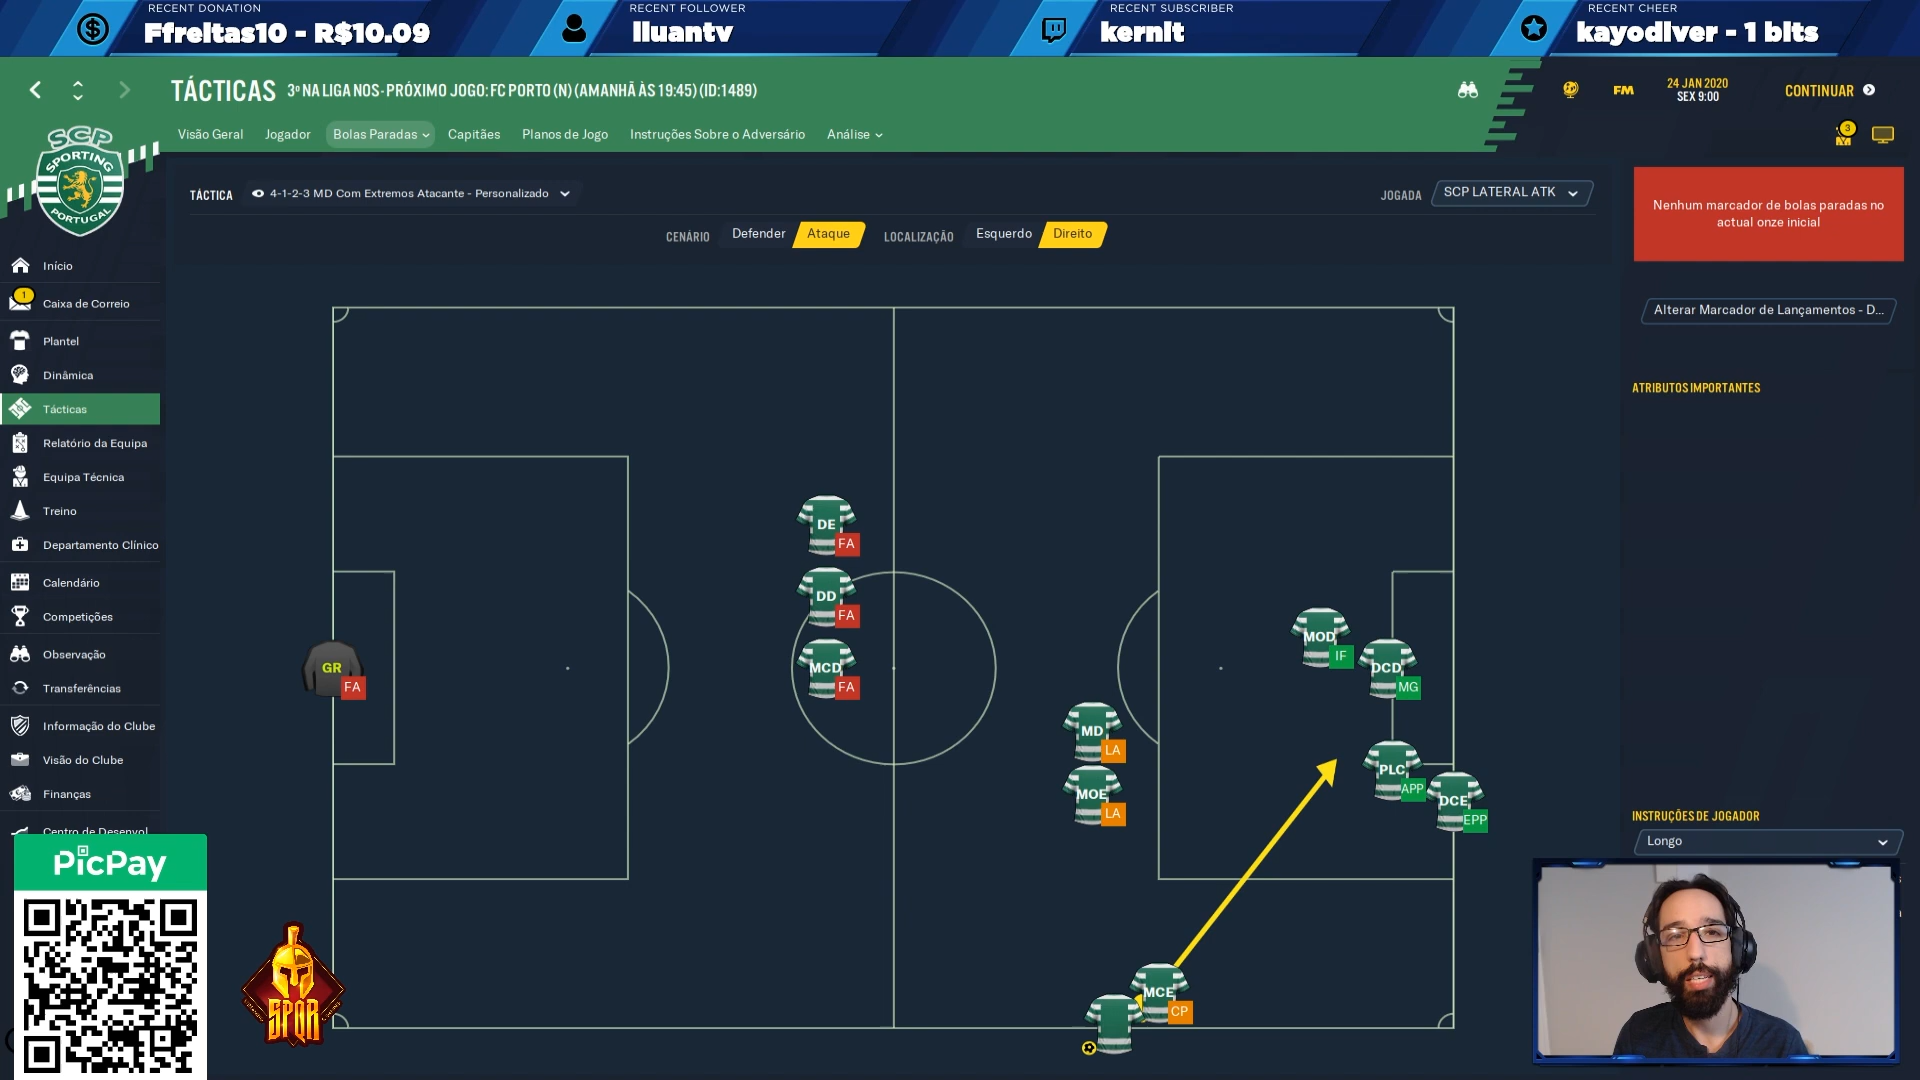 RECENT DONATION
Ffreitas10 - R$10.09
RECENT FOLLOWER
lluantv
RECENT SUBSCRIBER
kernit
RECENT CHEER
kayodiver - 1 bits
TÁCTICAS
3º NA LIGA NOS - PRÓXIMO JOGO: FC PORTO (N) (AMANHÃ ÀS 19:45) (ID:1489)
FM
24 JAN 2020
SEX 9:00
CONTINUAR
Visão Geral
Jogador
Bolas Paradas
Capitães
Planos de Jogo
Instruções Sobre o Adversário
Análise
3
SCP
SPORTING
PORTUGAL
TÁCTICA
4-1-2-3 MD Com Extremos Atacante - Personalizado
JOGADA
SCP LATERAL ATK
CENÁRIO
Defender
Ataque
LOCALIZAÇÃO
Esquerdo
Direito
Nenhum marcador de bolas paradas no
actual onze inicial
Alterar Marcador de Lançamentos - D...
ATRIBUTOS IMPORTANTES
INSTRUÇÕES DE JOGADOR
Longo
Início
1
Caixa de Correio
Plantel
Dinâmica
Tácticas
Relatório da Equipa
Equipa Técnica
Treino
Departamento Clínico
Calendário
Competições
Observação
Transferências
Informação do Clube
Visão do Clube
Finanças
Centro de Desenvol
DE
FA
DD
FA
MCD
FA
GR
FA
MOD
IF
DCD
MG
MD
LA
MOE
LA
PLC
APP
DCE
EPP
MCE
CP
PicPay
SPQR